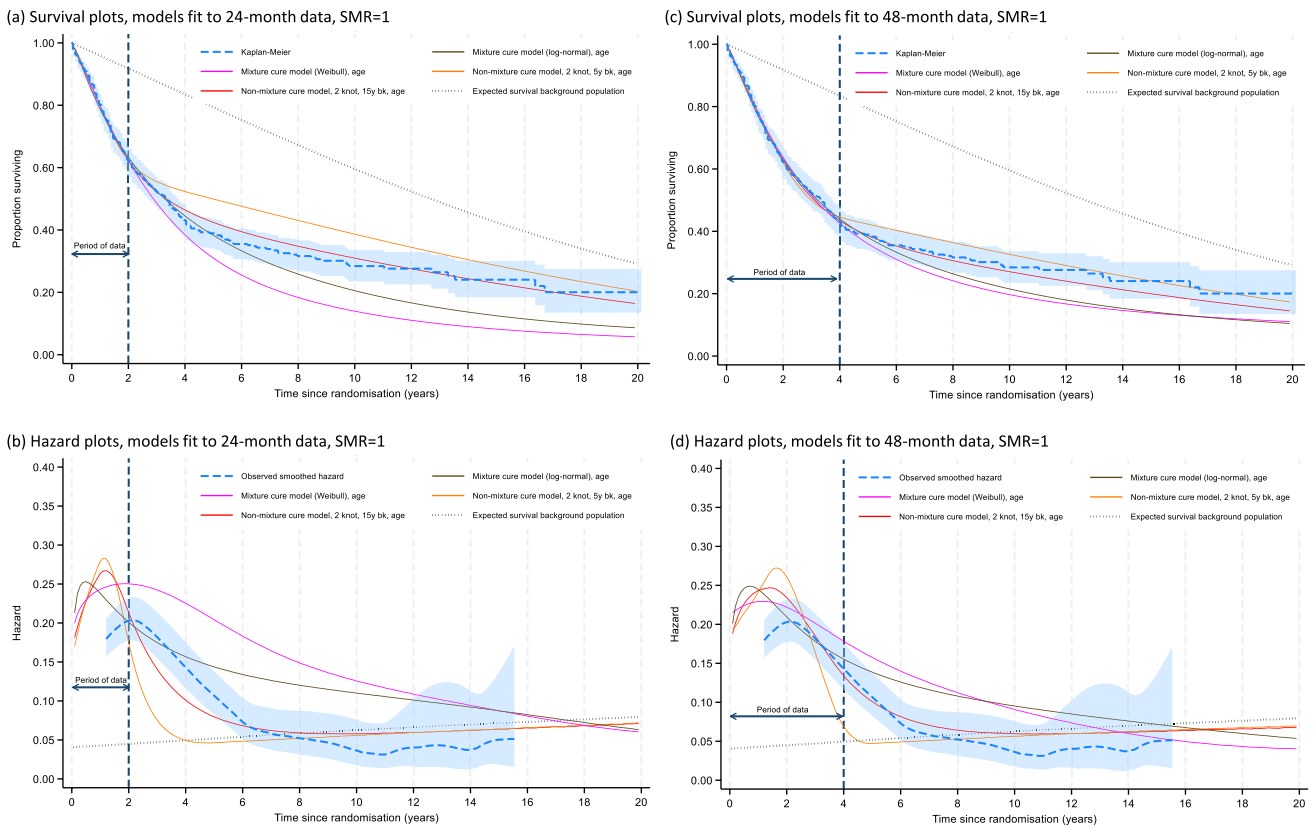 (a) Survival plots, models fit to 24-month data, SMR=1
Kaplan-Meier
Mixture cure model (Weibull), age
Non-mixture cure model, 2 knot, 15y bk, age
Mixture cure model (log-normal), age
Non-mixture cure model, 2 knot, 5y bk, age
Expected survival background population
Proportion surviving
1.00
0.80
0.60
0.40
0.20
0.00
Period of data
0 2 4 6 8 10 12 14 16 18 20
Time since randomisation (years)
(c) Survival plots, models fit to 48-month data, SMR=1
Kaplan-Meier
Mixture cure model (Weibull), age
Non-mixture cure model, 2 knot, 15y bk, age
Mixture cure model (log-normal), age
Non-mixture cure model, 2 knot, 5y bk, age
Expected survival background population
Proportion surviving
1.00
0.80
0.60
0.40
0.20
0.00
Period of data
0 2 4 6 8 10 12 14 16 18 20
Time since randomisation (years)
(b) Hazard plots, models fit to 24-month data, SMR=1
Observed smoothed hazard
Mixture cure model (Weibull), age
Non-mixture cure model, 2 knot, 15y bk, age
Mixture cure model (log-normal), age
Non-mixture cure model, 2 knot, 5y bk, age
Expected survival background population
Hazard
0.40
0.35
0.30
0.25
0.20
0.15
0.10
0.05
0.00
Period of data
0 2 4 6 8 10 12 14 16 18 20
Time since randomisation (years)
(d) Hazard plots, models fit to 48-month data, SMR=1
Observed smoothed hazard
Mixture cure model (Weibull), age
Non-mixture cure model, 2 knot, 15y bk, age
Mixture cure model (log-normal), age
Non-mixture cure model, 2 knot, 5y bk, age
Expected survival background population
Hazard
0.40
0.35
0.30
0.25
0.20
0.15
0.10
0.05
0.00
Period of data
0 2 4 6 8 10 12 14 16 18 20
Time since randomisation (years)